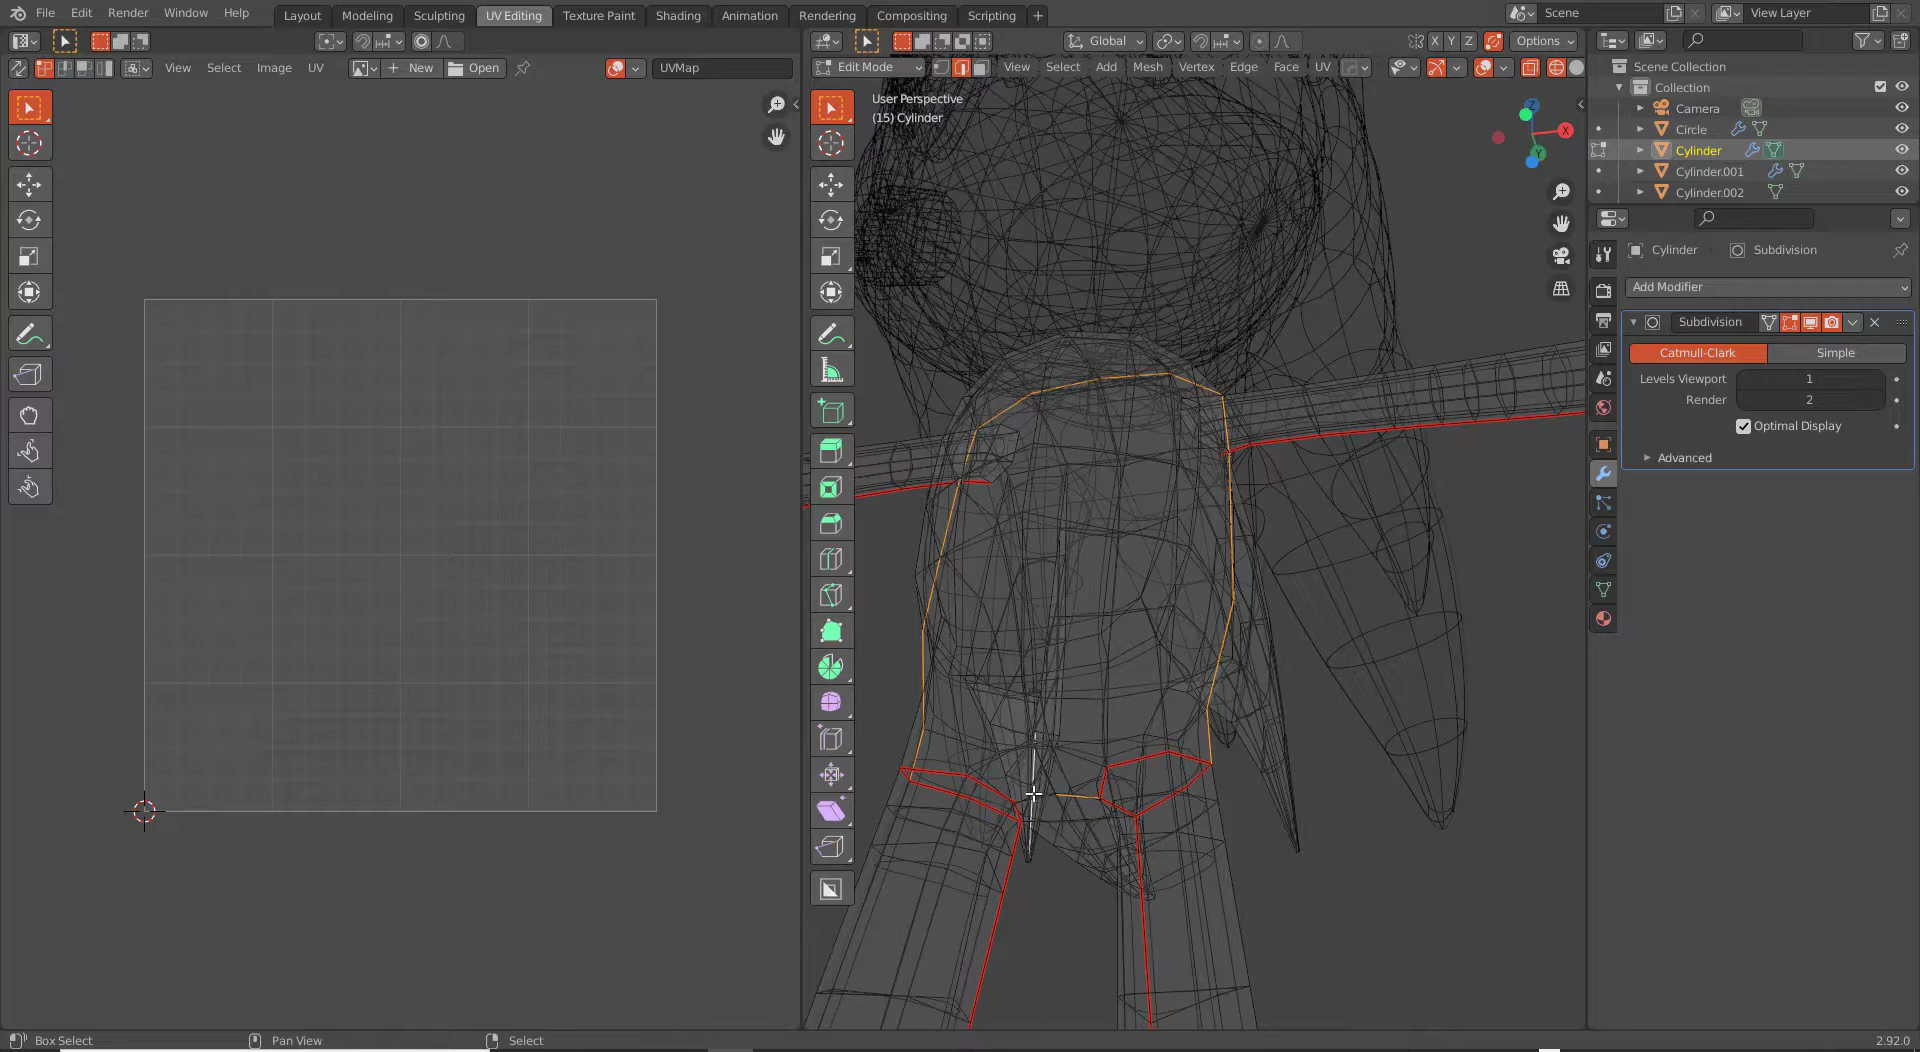 File Edit Render Window Help Layout Modeling Sculpting UV Editing Texture Paint Shading Animation Rendering Compositing Scripting + Scene View Layer
Global X Y Z Options
View Select Image UV + New Open UVMap Edit Mode View Select Add Mesh Vertex Edge Face UV
User Perspective
(15) Cylinder
Z
X
Y
Scene Collection
Collection
Camera
Circle
Cylinder
Cylinder.001
Cylinder.002
Cylinder Subdivision
Add Modifier
Subdivision
Catmull-Clark Simple
Levels Viewport 1
Render 2
Optimal Display
Advanced
Box Select Pan View Select 2.92.0